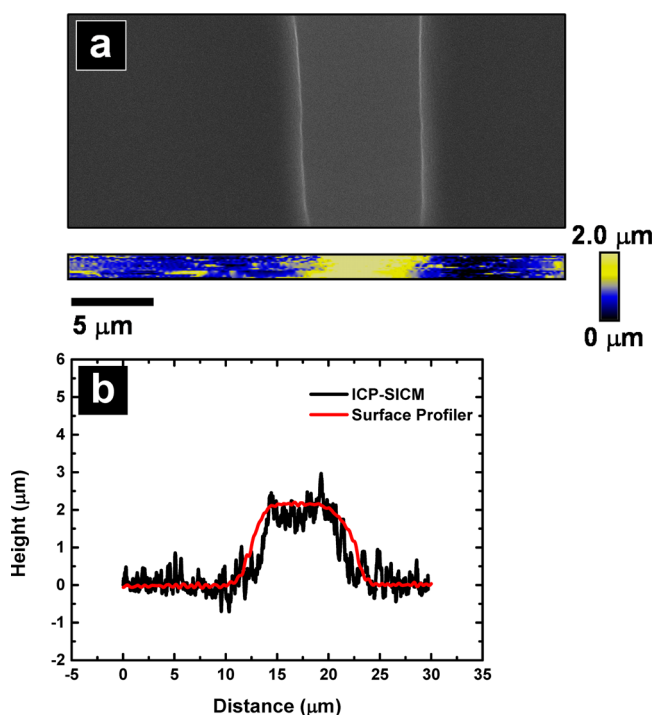 a
2.0 μm
0 μm
5 μm
b
ICP-SICM
Surface Profiler
6
5
4
3
2
1
0
-1
-2
Height (μm)
-5 0 5 10 15 20 25 30 35
Distance (μm)